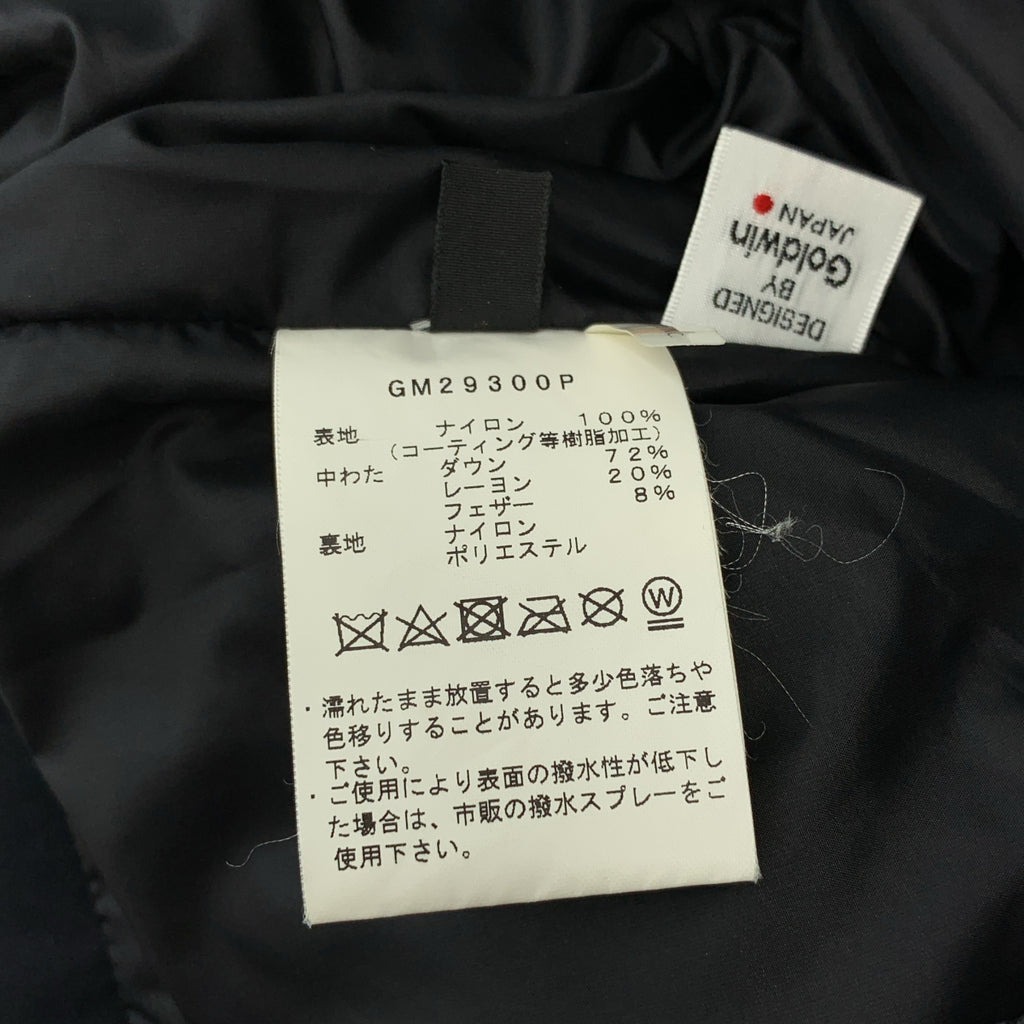 GM29300P
表地 ナイロン 100%
(コーティング等樹脂加工)
中わた ダウン 72%
レーヨン 20%
フェザー 8%
裏地 ナイロン
ポリエステル
W
・濡れたまま放置すると多少色落ちや
色移りすることがあります。ご注意
下さい。
・ご使用により表面の撥水性が低下し
た場合は、市販の撥水スプレーをご
使用下さい。
DESIGNED
BY
Goldwin
JAPAN